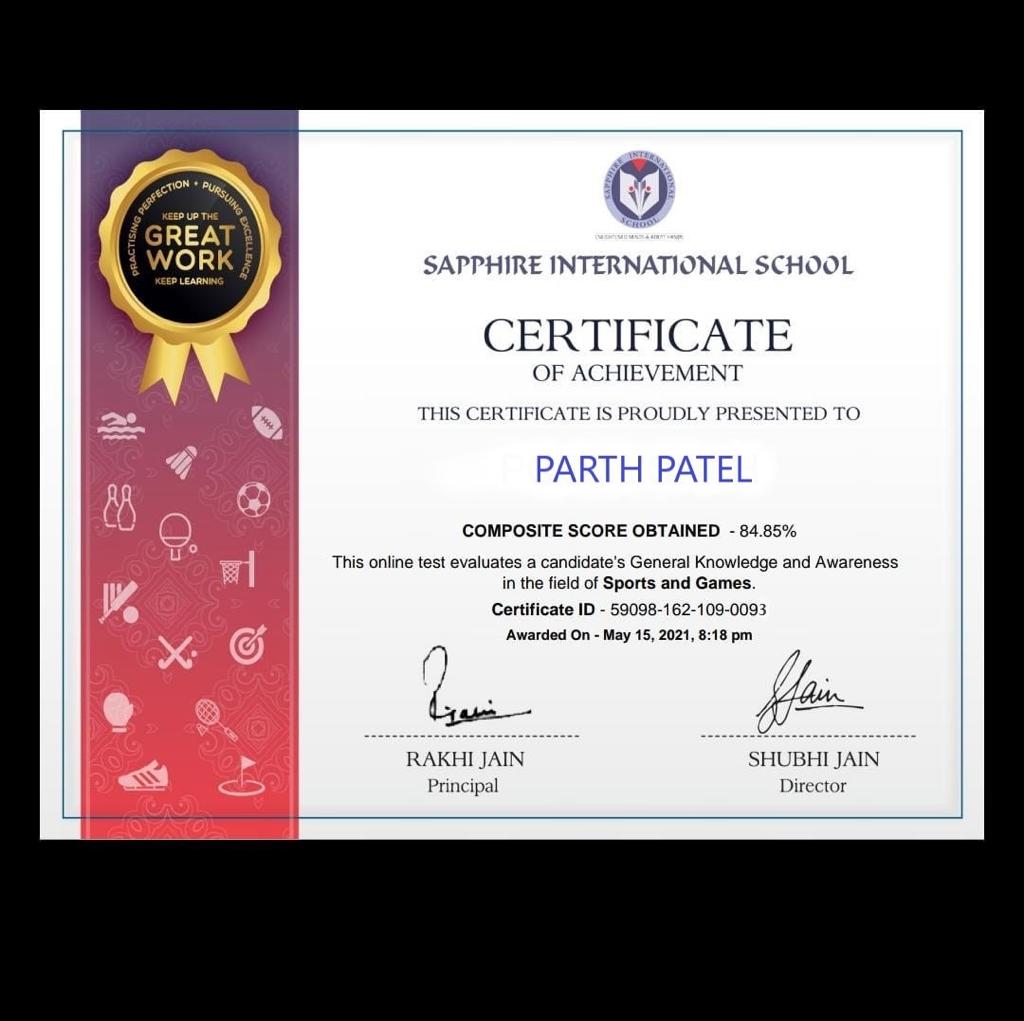 PRACTISING PERFECTION • PURSUING EXCELLENCE
KEEP UP THE
GREAT
WORK
KEEP LEARNING
SAPPHIRE INTERNATIONAL
SCHOOL
SAPPHIRE INTERNATIONAL SCHOOL
CERTIFICATE
OF ACHIEVEMENT
THIS CERTIFICATE IS PROUDLY PRESENTED TO
PARTH PATEL
COMPOSITE SCORE OBTAINED - 84.85%
This online test evaluates a candidate's General Knowledge and Awareness
in the field of Sports and Games.
Certificate ID - 59098-162-109-0093
Awarded On - May 15, 2021, 8:18 pm
Rjain
SJain
RAKHI JAIN
SHUBHI JAIN
Principal
Director